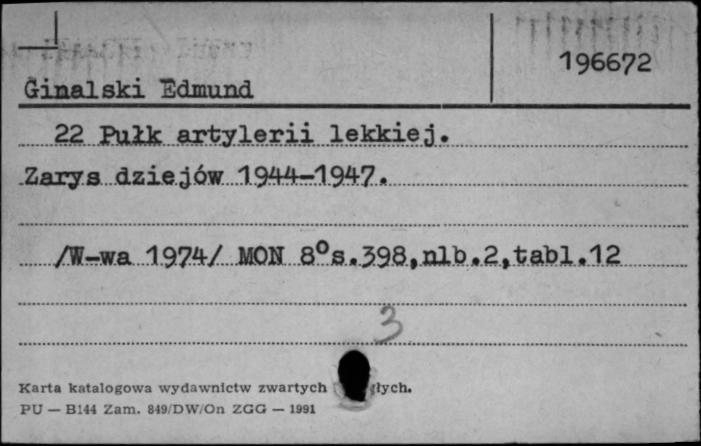 196672
Ginalski Edmund
22 Pułk artylerii lekkiej.
Zarys dziejów 1944-1947.
/W-wa 1974/ MON 8⁰s.398,nlb.2,tabl.12
3
Karta katalogowa wydawnictw zwartych
PU — B144 Zam. 849/DW/On ZGG — 1991